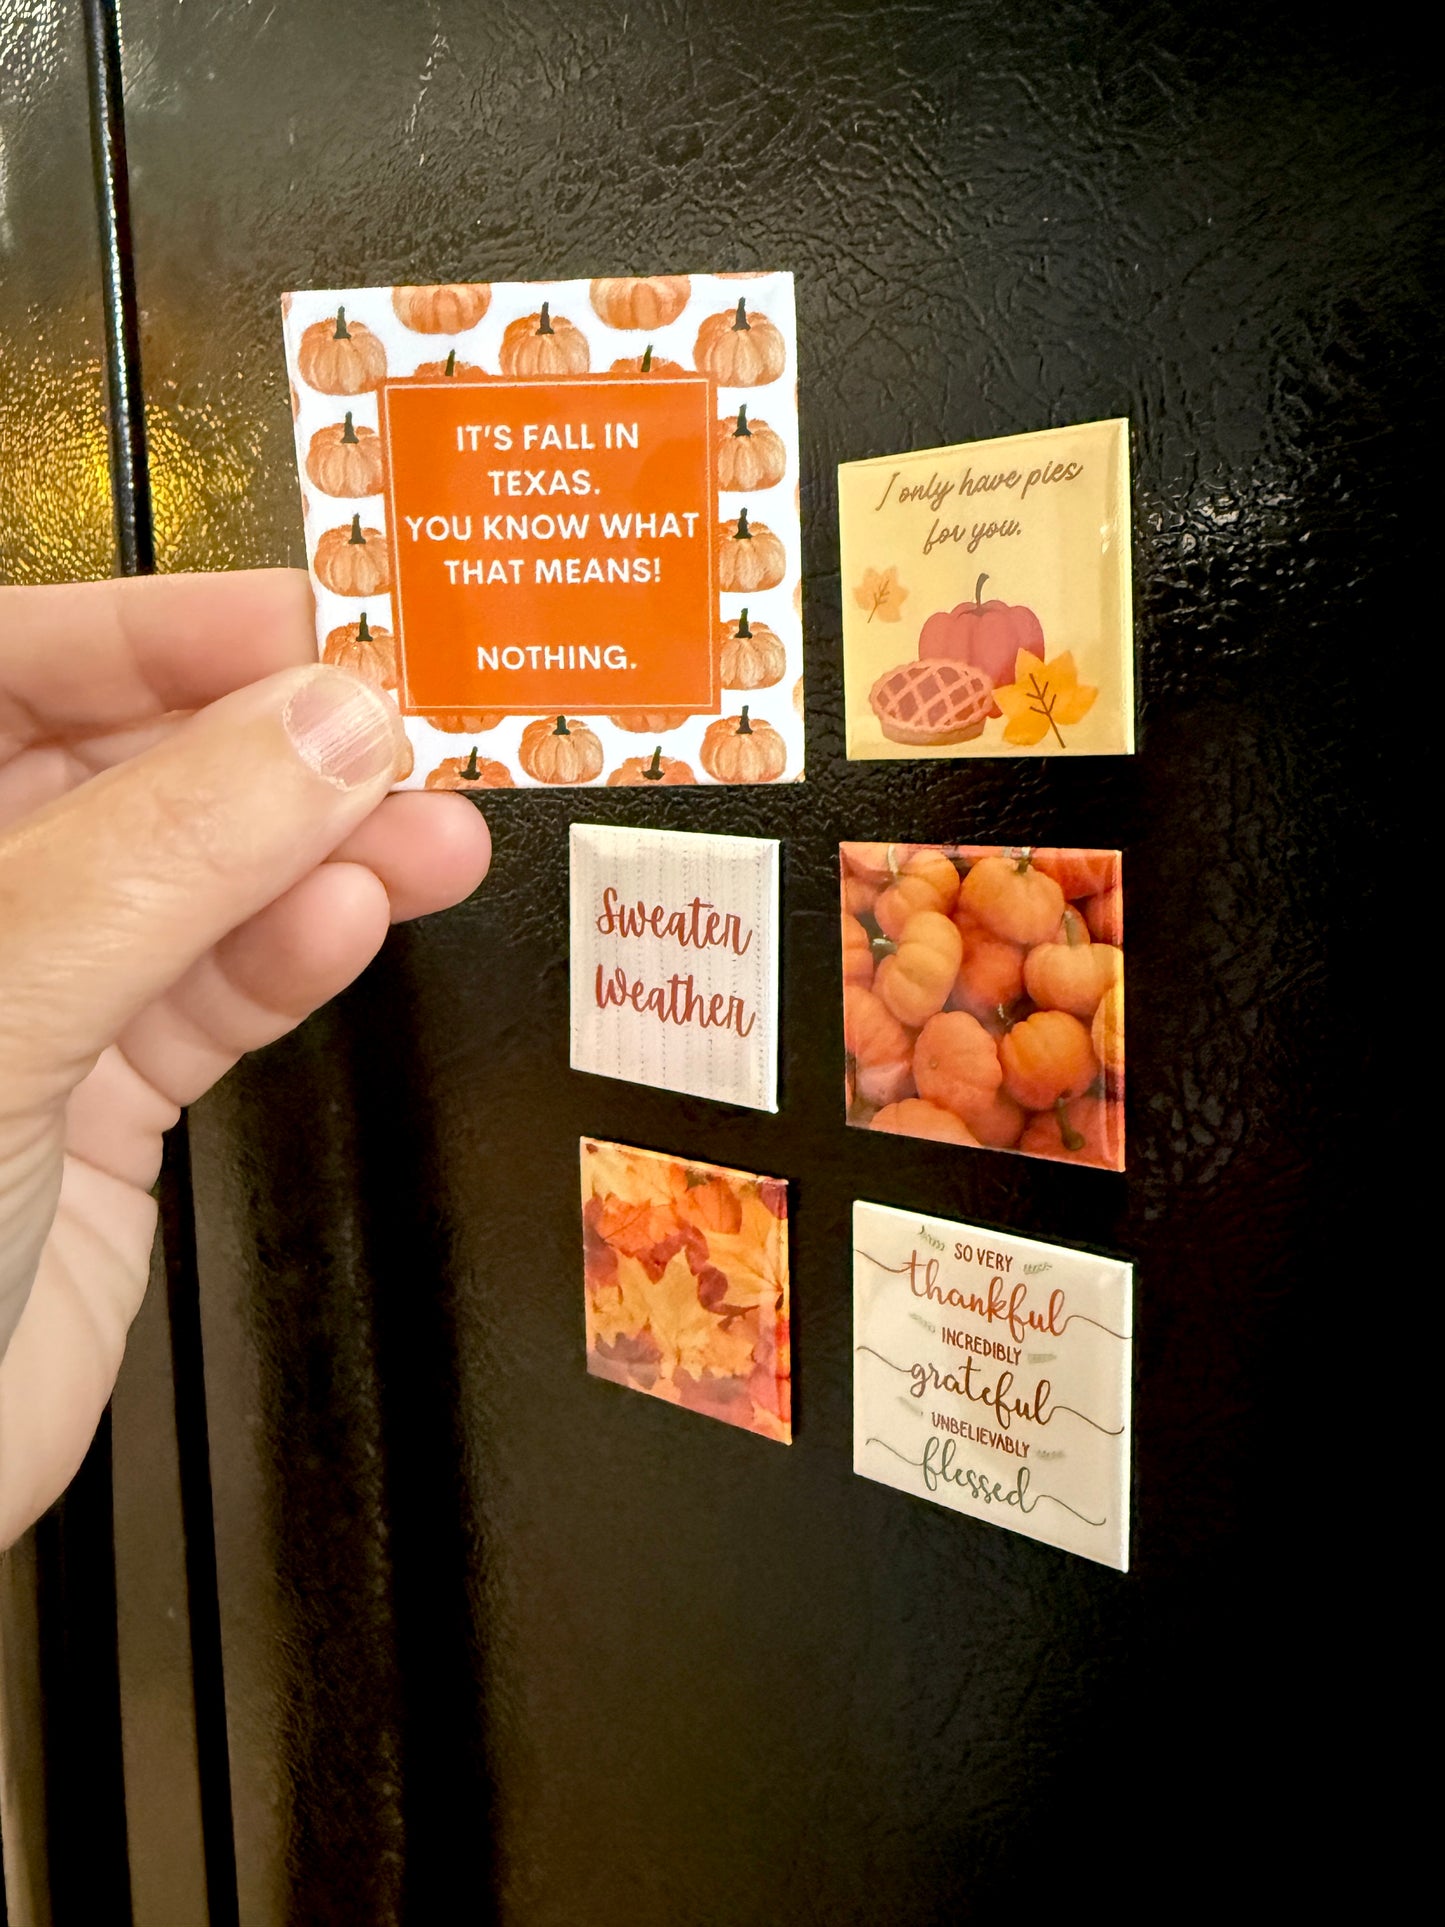 IT'S FALL IN
TEXAS.
YOU KNOW WHAT
THAT MEANS!
NOTHING.
I only have pies
for you.
Sweater
Weather
SO VERY
thankful
INCREDIBLY
grateful
UNBELIEVABLY
blessed